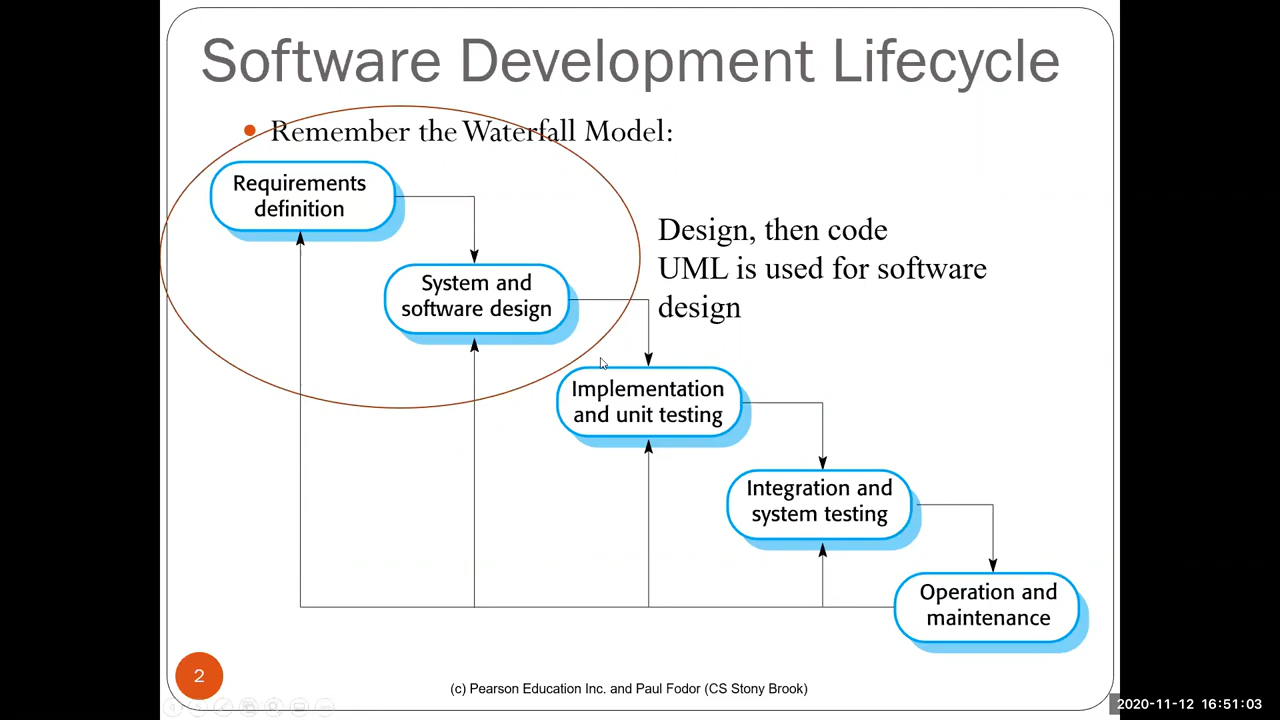 Software Development Lifecycle
• Remember the Waterfall Model:
Requirements
definition
Design, then code
UML is used for software
design
System and
software design
Implementation
and unit testing
Integration and
system testing
Operation and
maintenance
2
(c) Pearson Education Inc. and Paul Fodor (CS Stony Brook)
2020-11-12 16:51:03